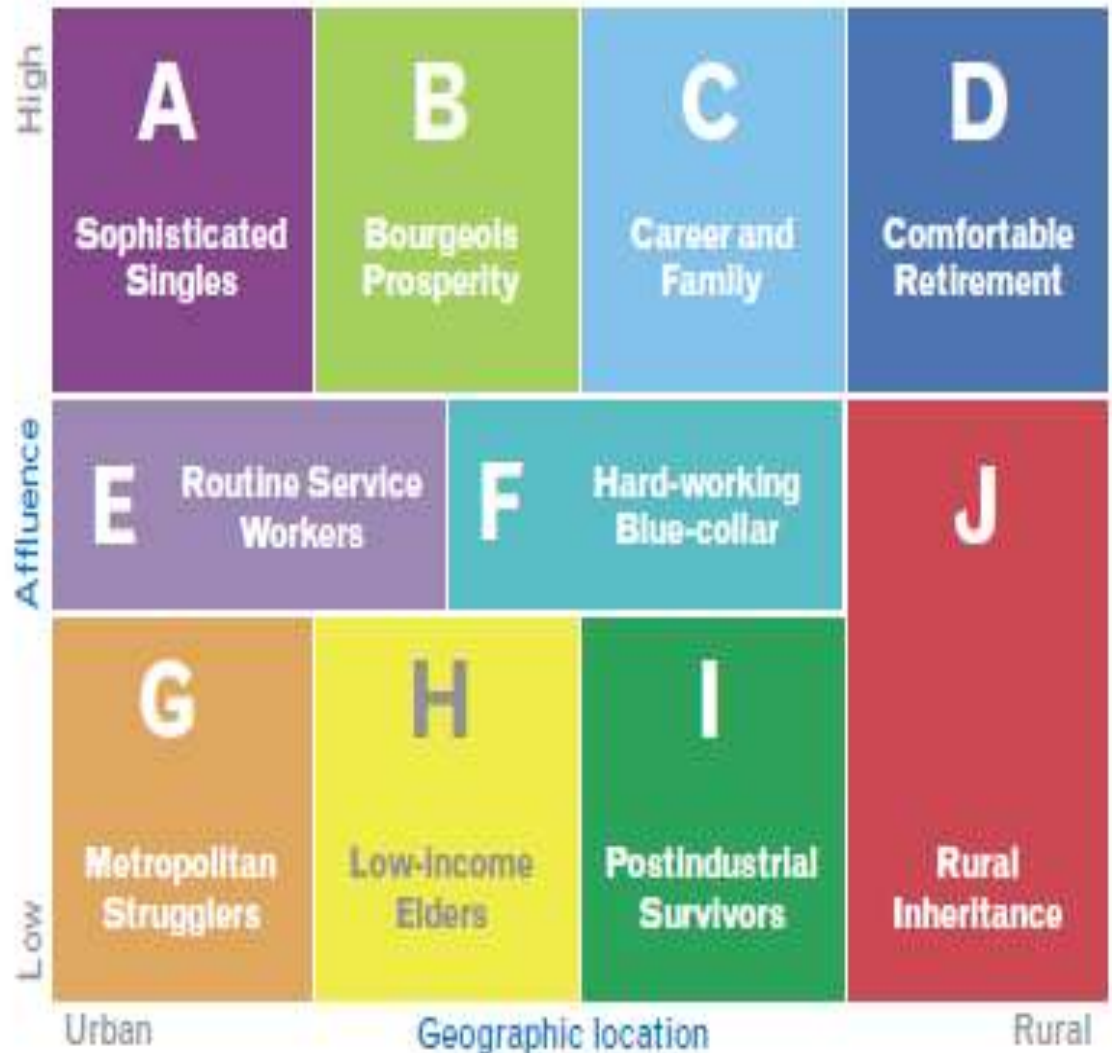 High
A
Sophisticated
Singles
B
Bourgeois
Prosperity
C
Career and
Family
D
Comfortable
Retirement
Affluence
E
Routine Service
Workers
F
Hard-working
Blue-collar
J
Rural
Inheritance
Low
G
Metropolitan
Strugglers
H
Low-income
Elders
I
Postindustrial
Survivors
Urban
Geographic location
Rural